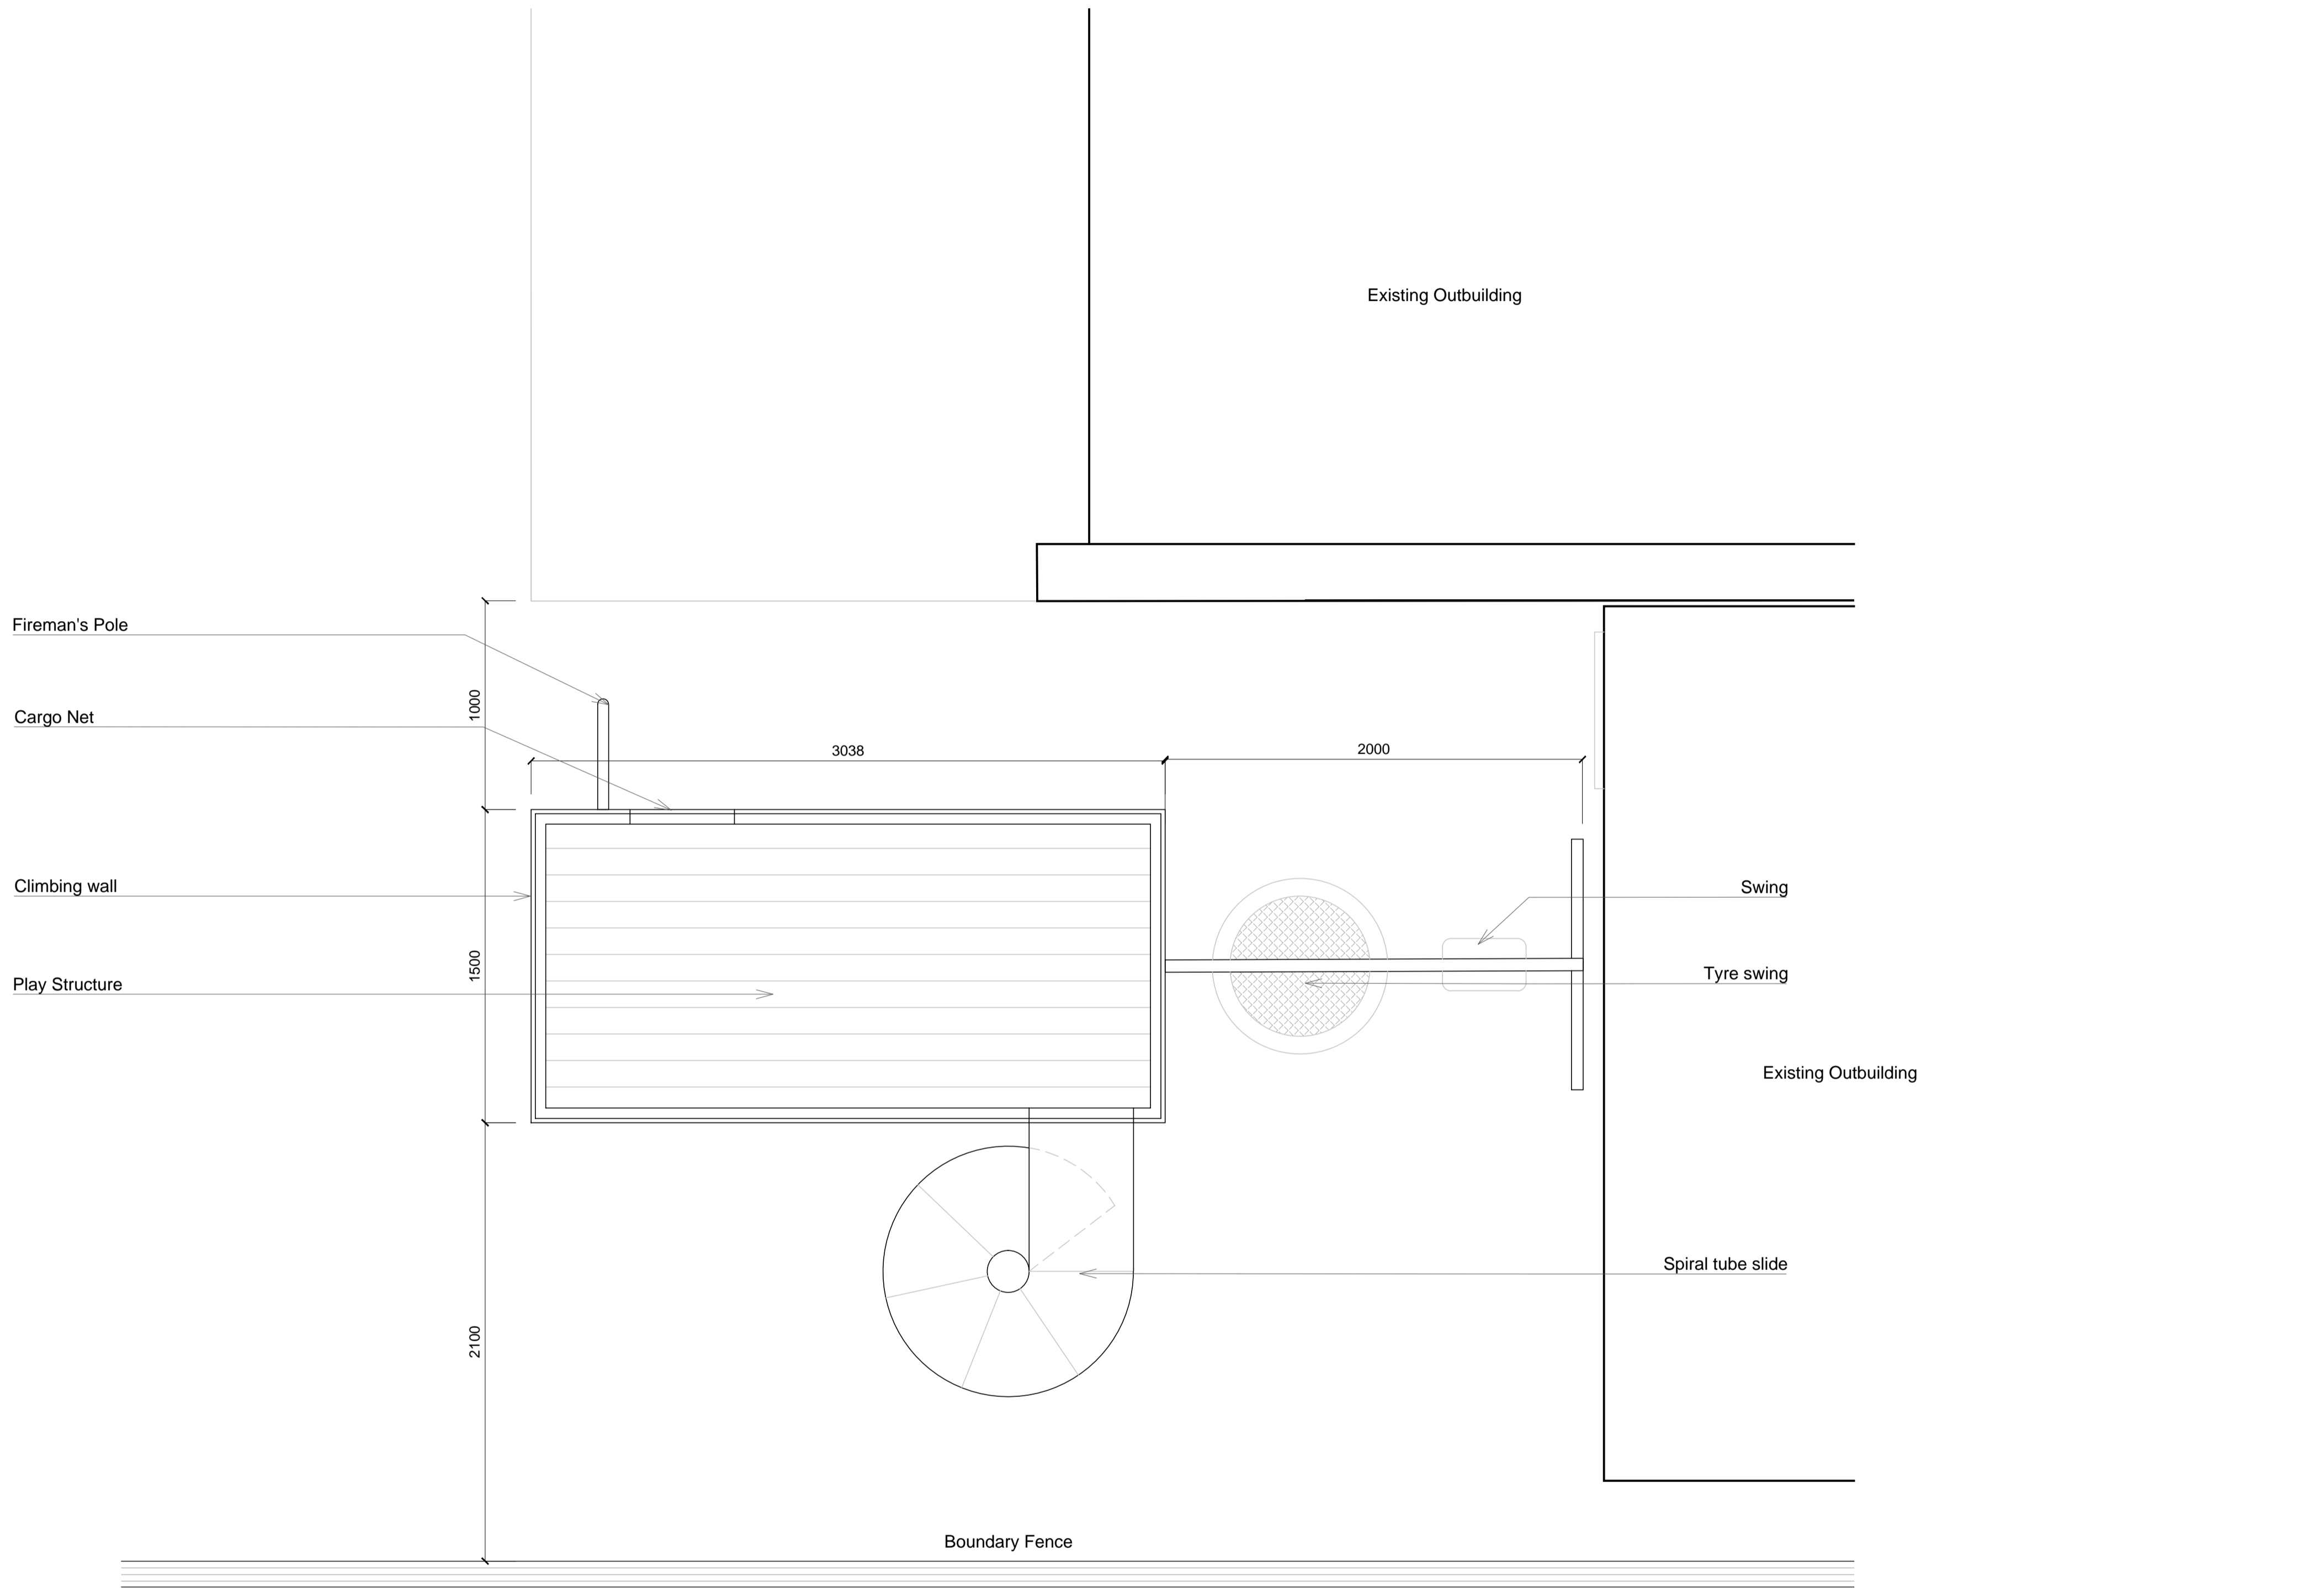 Existing Outbuilding
Fireman's Pole
1000
Cargo Net
3038
2000
Climbing wall
Swing
1500
Tyre swing
Play Structure
Existing Outbuilding
Spiral tube slide
2100
Boundary Fence